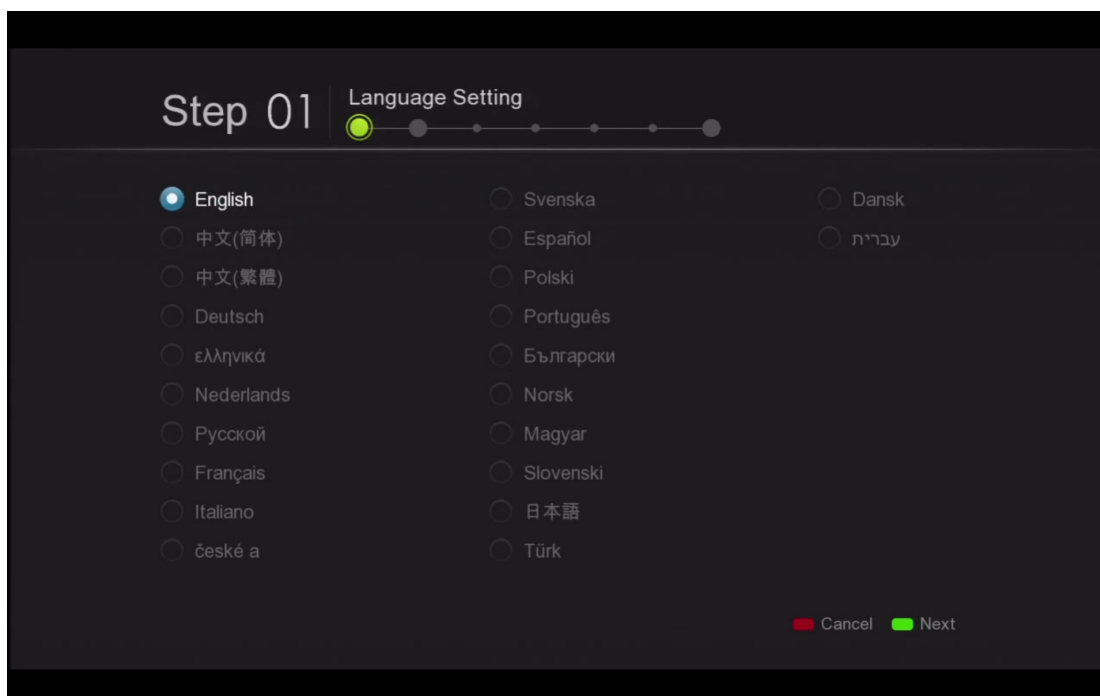 Step 01
Language Setting
English
中文(简体)
中文(繁體)
Deutsch
ελληνικά
Nederlands
Русской
Français
Italiano
české a
Svenska
Español
Polski
Português
Български
Norsk
Magyar
Slovenski
日本語
Türk
Dansk
עברית
Cancel
Next